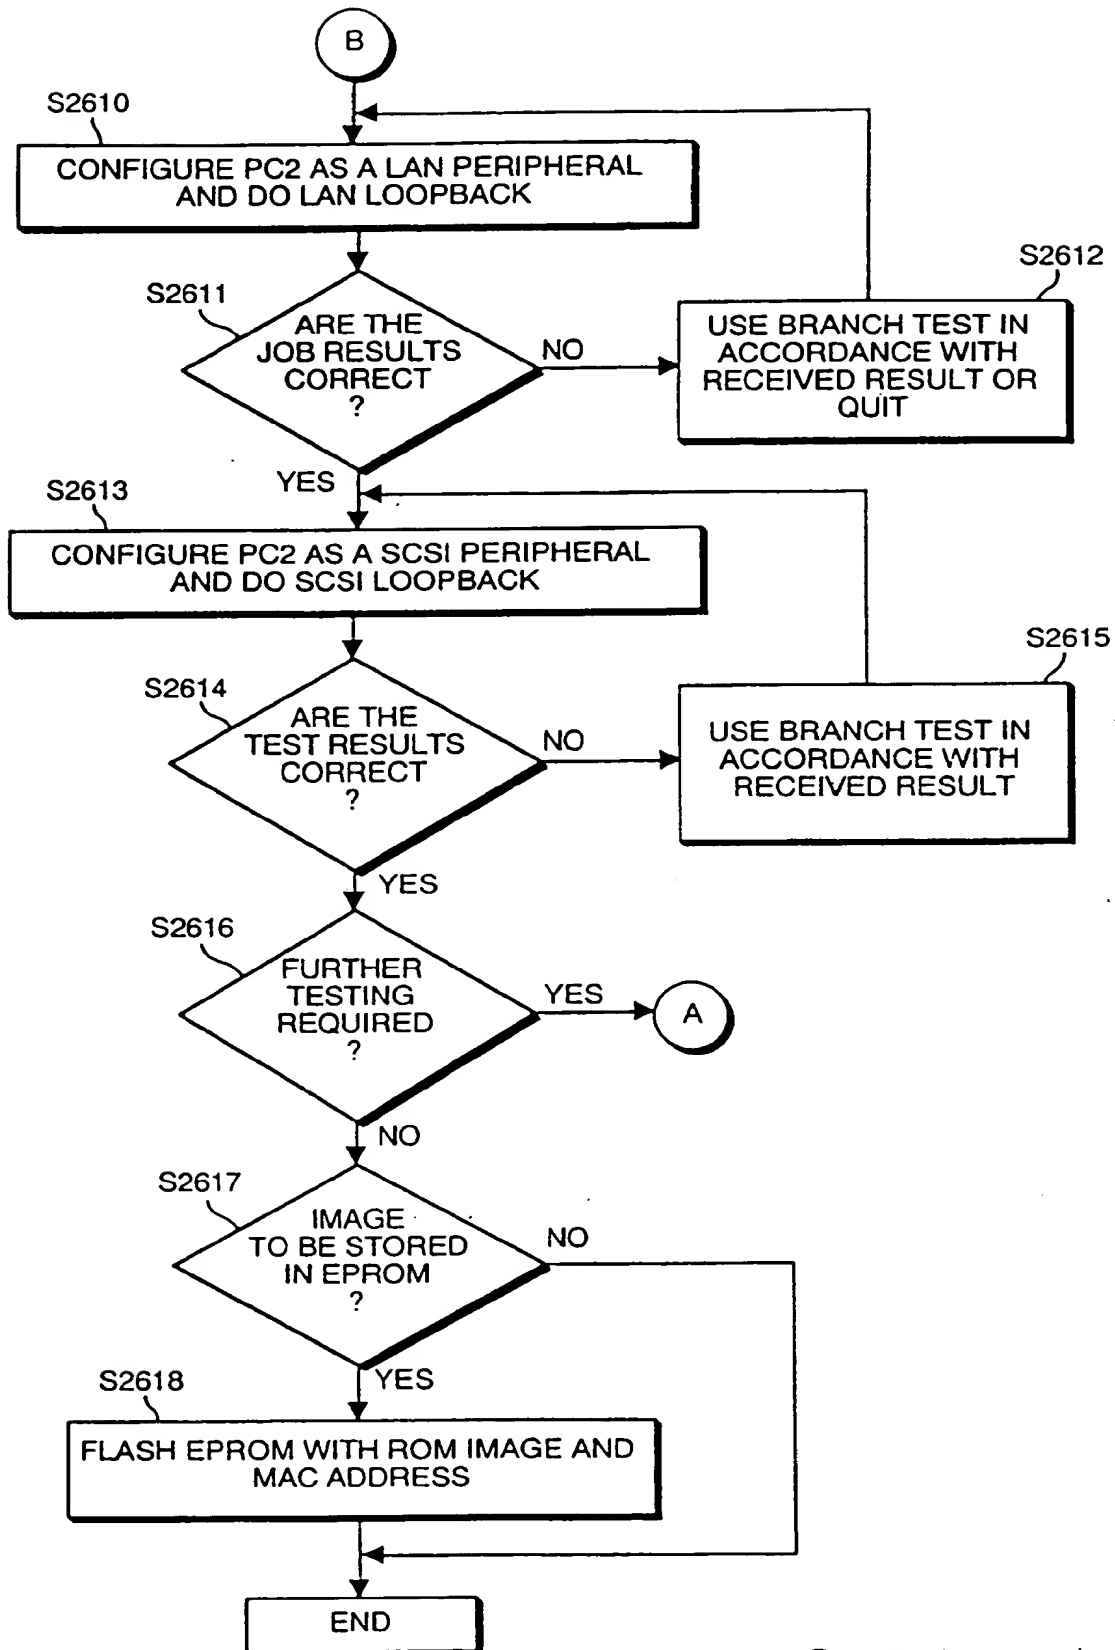 B
S2610
CONFIGURE PC2 AS A LAN PERIPHERAL
AND DO LAN LOOPBACK
S2611
ARE THE
JOB RESULTS
CORRECT
?
NO
S2612
USE BRANCH TEST IN
ACCORDANCE WITH
RECEIVED RESULT OR
QUIT
YES
S2613
CONFIGURE PC2 AS A SCSI PERIPHERAL
AND DO SCSI LOOPBACK
S2614
ARE THE
TEST RESULTS
CORRECT
?
NO
S2615
USE BRANCH TEST IN
ACCORDANCE WITH
RECEIVED RESULT
YES
S2616
FURTHER
TESTING
REQUIRED
?
YES
A
NO
S2617
IMAGE
TO BE STORED
IN EPROM
?
NO
YES
S2618
FLASH EPROM WITH ROM IMAGE AND
MAC ADDRESS
END